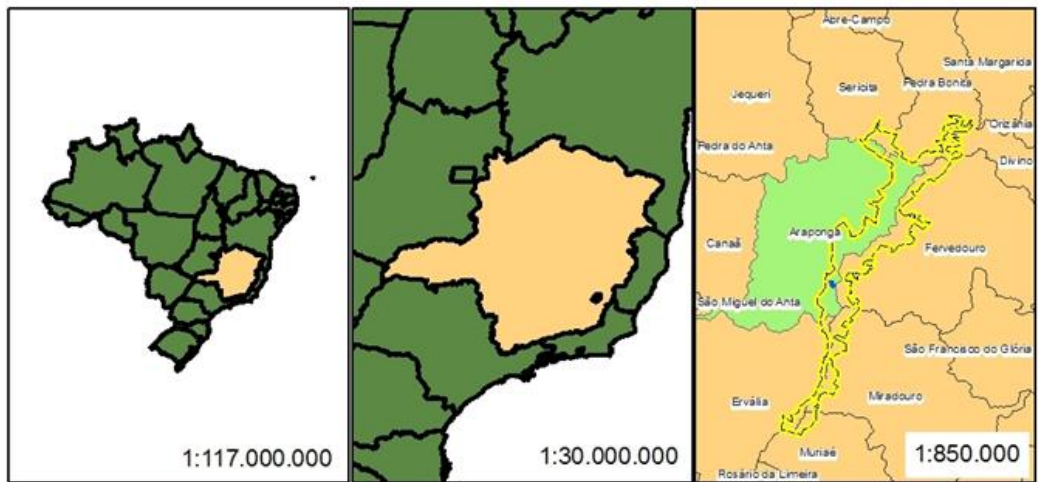 1:117.000.000
1:30.000.000
Abre-Campo
Santa Margarida
Sericita
Pedra Bonita
Jequeri
Orizânia
Pedra do Anta
Divino
Araponga
Canaã
Fervedouro
São Miguel do Anta
São Francisco do Glória
Ervália
Miradouro
Muriaé
1:850.000
Rosário da Limeira